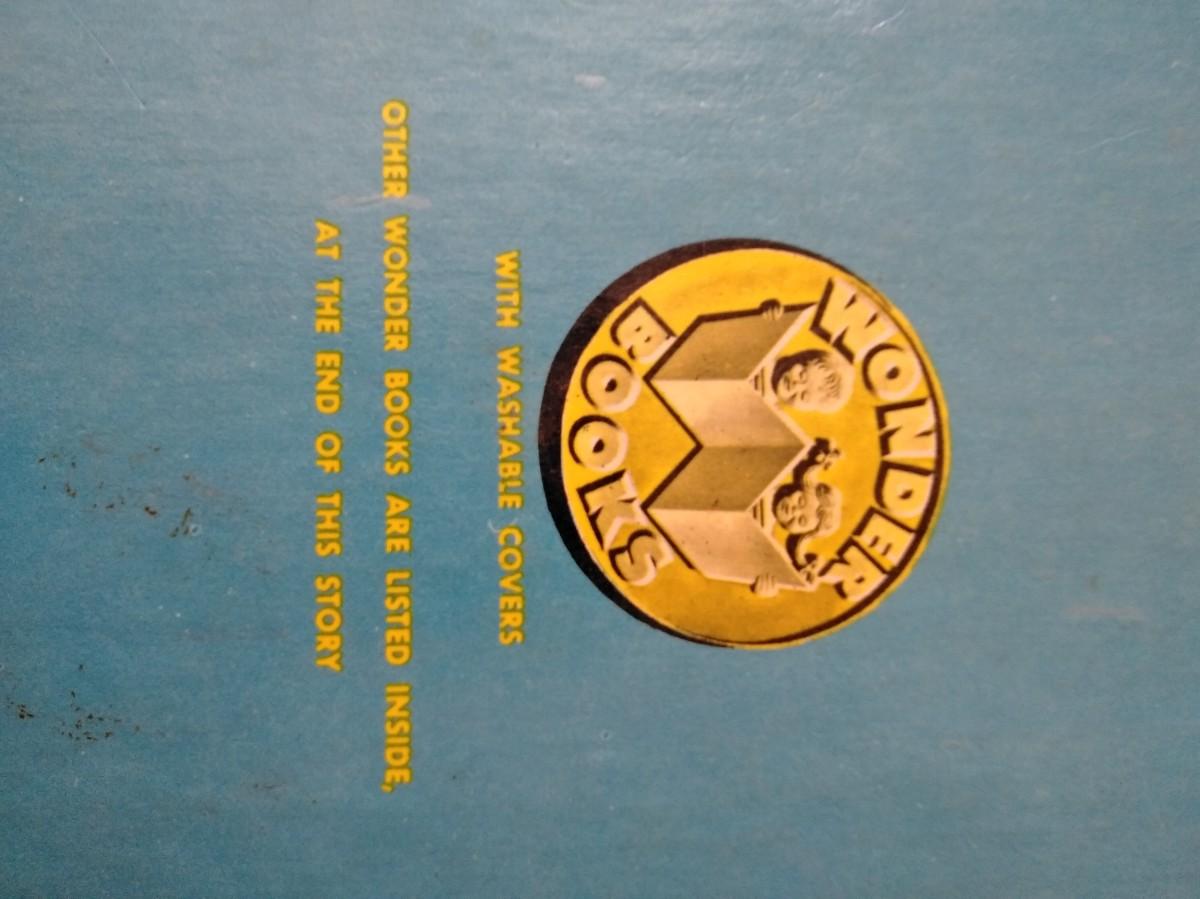 WONDER
BOOKS
WITH WASHABLE COVERS
OTHER WONDER BOOKS ARE LISTED INSIDE,
AT THE END OF THIS STORY